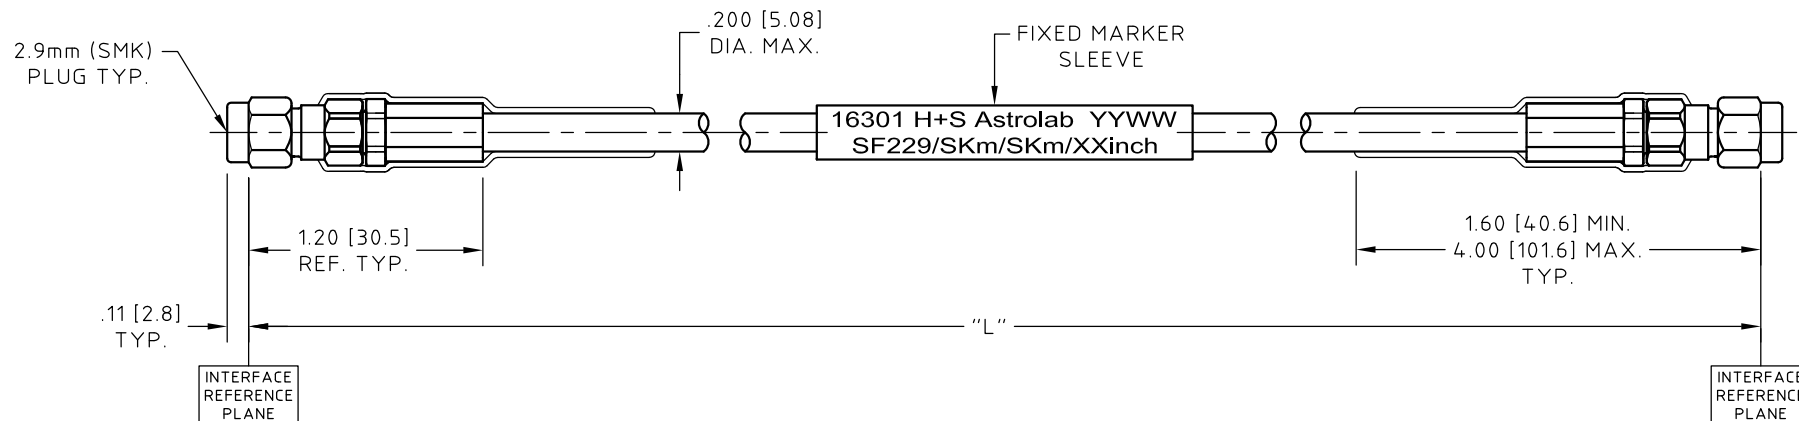 .200 [5.08]
DIA. MAX.
2.9mm (SMK)
PLUG TYP.
FIXED MARKER
SLEEVE
16301 H+S Astrolab YYWW
SF229/SKm/SKm/XXinch
1.20 [30.5]
REF. TYP.
1.60 [40.6] MIN.
4.00 [101.6] MAX.
TYP.
.11 [2.8]
TYP.
"L"
INTERFACE
REFERENCE
PLANE
INTERFACE
REFERENCE
PLANE